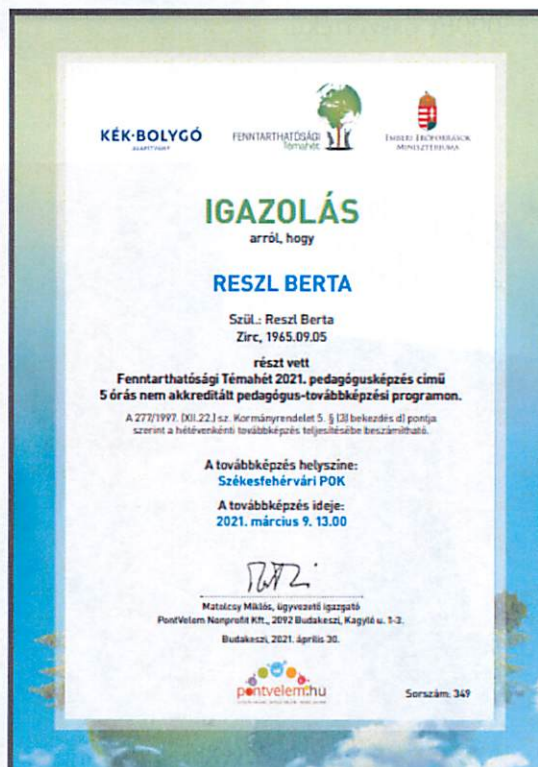 KÉK•BOLYGÓ
ALAPÍTVÁNY
FENNTARTHATÓSÁGI
Témahét
EMBERI ERŐFORRÁSOK
MINISZTÉRIUMA
IGAZOLÁS
arról, hogy
RESZL BERTA
Szül.: Reszl Berta
Zirc, 1965.09.05
részt vett
Fenntarthatósági Témahét 2021. pedagógusképzés című
5 órás nem akkreditált pedagógus-továbbképzési programon.
A 277/1997. (XII.22.) sz. Kormányrendelet 5. § (3) bekezdés d) pontja
szerint a hétévenkénti továbbképzés teljesítésébe beszámítható.
A továbbképzés helyszíne:
Székesfehérvári POK
A továbbképzés ideje:
2021. március 9. 13.00
Matolcsy Miklós, ügyvezető igazgató
PontVelem Nonprofit Kft., 2092 Budakeszi, Kagyló u. 1-3.
Budakeszi, 2021. április 30.
pontvelem.hu
Sorszám: 349